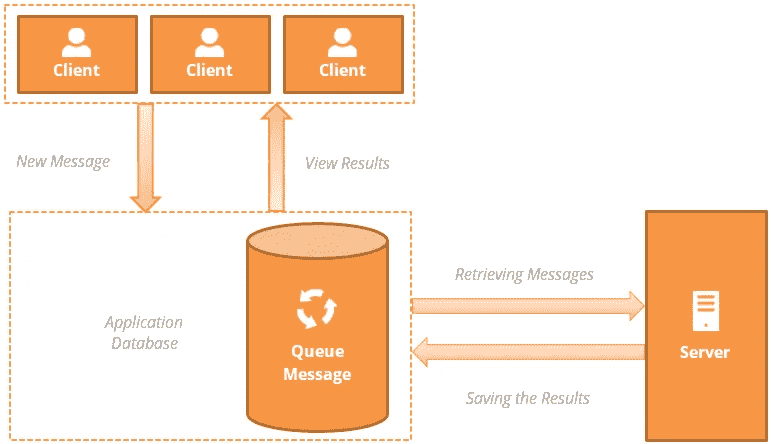 Client
Client
Client
New Message
View Results
Application
Database
Queue
Message
Retrieving Messages
Saving the Results
Server